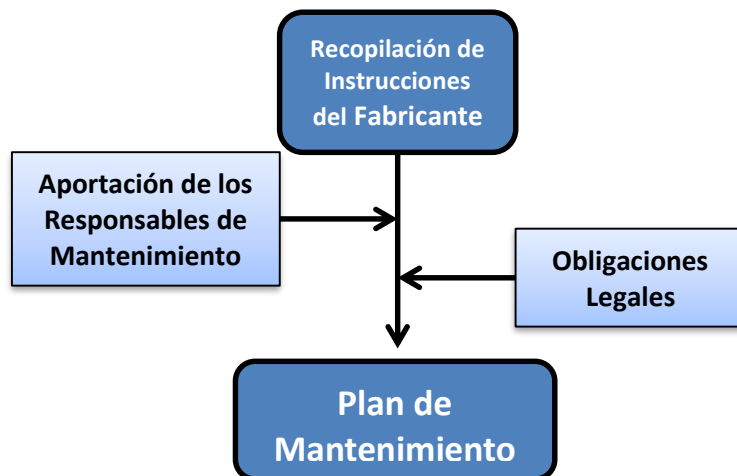 Recopilación de
Instrucciones
del Fabricante
Aportación de los
Responsables de
Mantenimiento
Obligaciones
Legales
Plan de
Mantenimiento